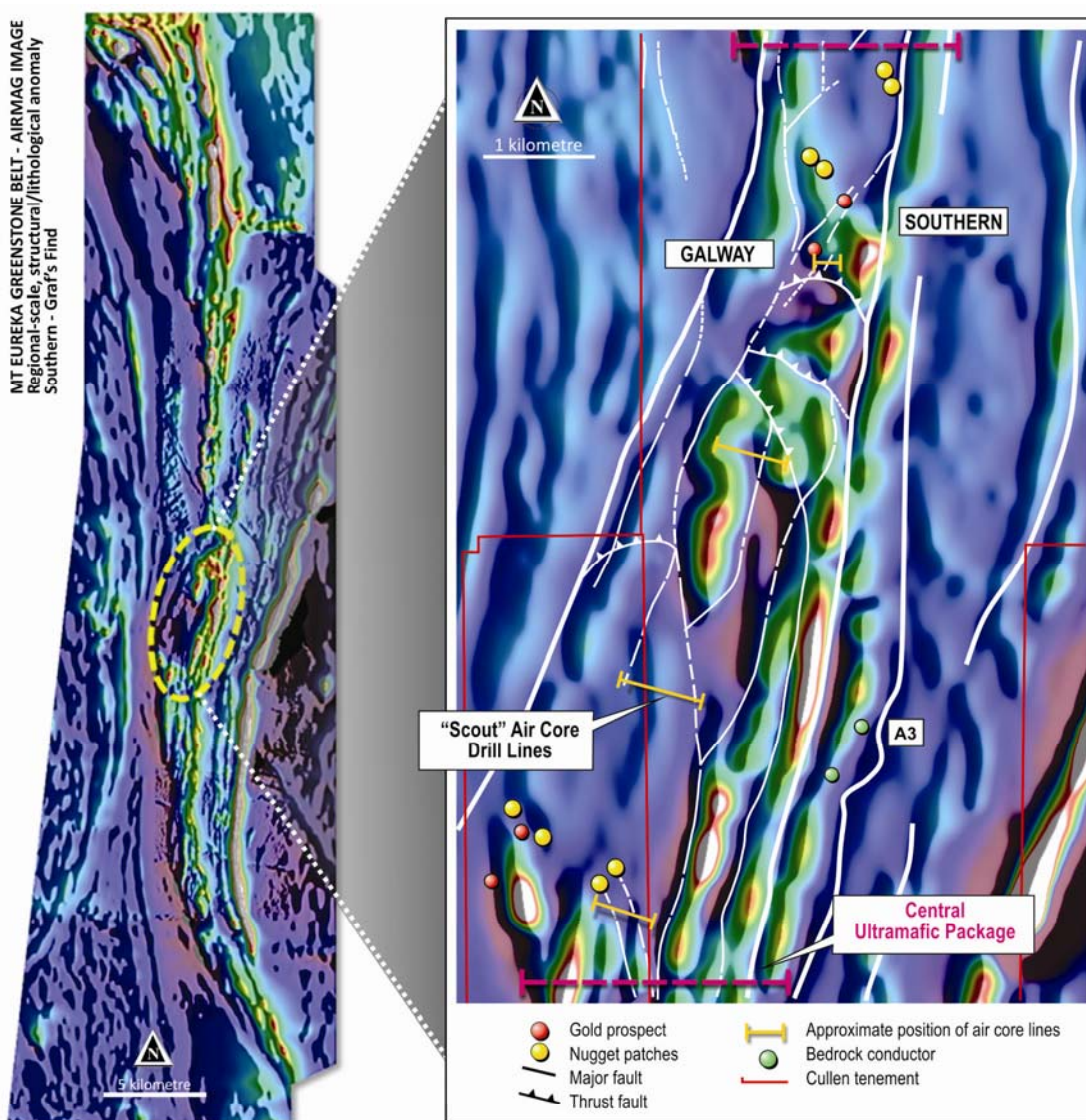 MT EUREKA GREENSTONE BELT - AIRMAG IMAGE
Regional-scale, structural/lithological anomaly
Southern - Graf's Find
N
5 kilometre
N
1 kilometre
GALWAY
SOUTHERN
"Scout" Air Core
Drill Lines
A3
Central
Ultramafic Package
Gold prospect
Nugget patches
Major fault
Thrust fault
Approximate position of air core lines
Bedrock conductor
Cullen tenement